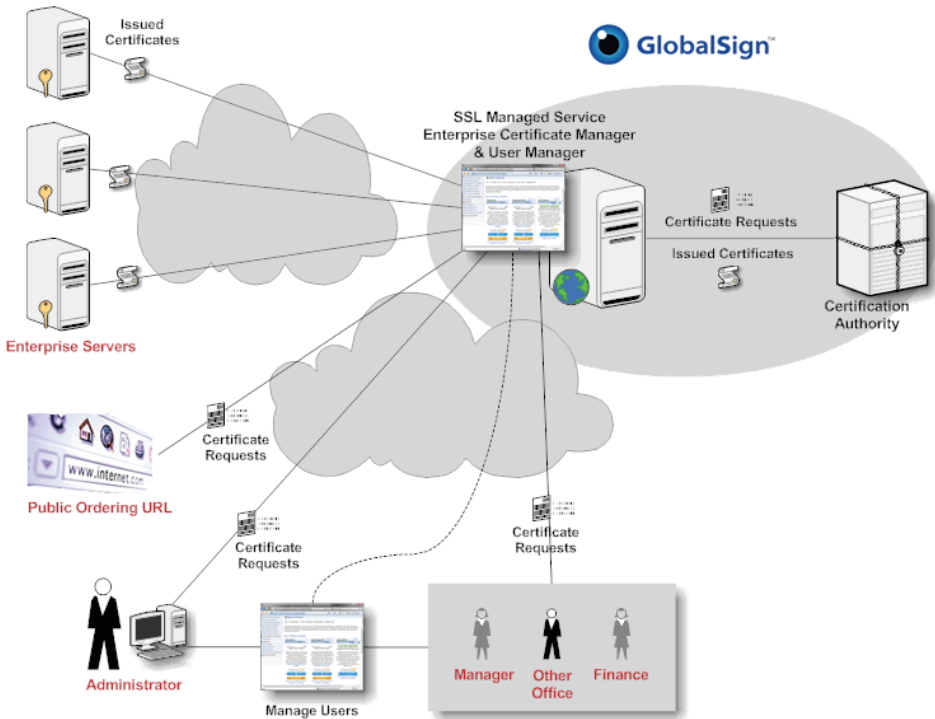 Issued
Certificates
GlobalSign™
SSL Managed Service
Enterprise Certificate Manager
& User Manager
Certificate Requests
Issued Certificates
Certification
Authority
Enterprise Servers
www.internet.com
Public Ordering URL
Certificate
Requests
Certificate
Requests
Certificate
Requests
Administrator
Manage Users
Manager
Other
Office
Finance